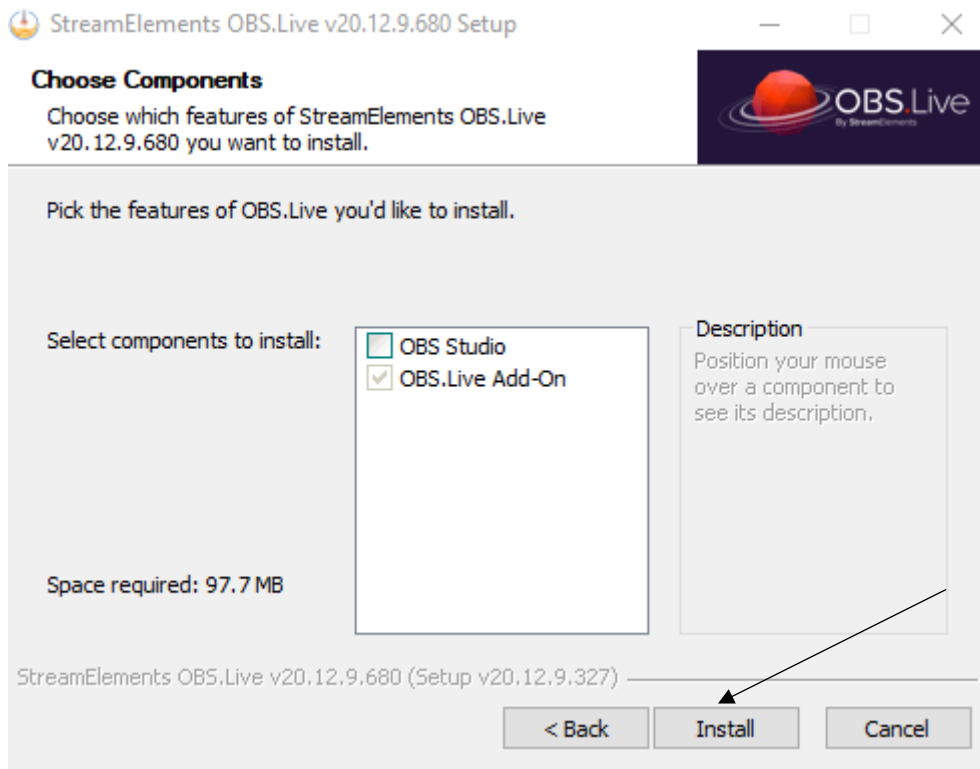 StreamElements OBS.Live v20.12.9.680 Setup
Choose Components
Choose which features of StreamElements OBS.Live
v20.12.9.680 you want to install.
OBS.Live
By StreamElements
Pick the features of OBS.Live you'd like to install.
Select components to install:
OBS Studio
OBS.Live Add-On
Description
Position your mouse
over a component to
see its description.
Space required: 97.7 MB
StreamElements OBS.Live v20.12.9.680 (Setup v20.12.9.327)
< Back
Install
Cancel